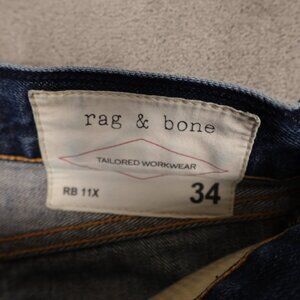 rag & bone
TAILORED WORKWEAR
RB 11X 34